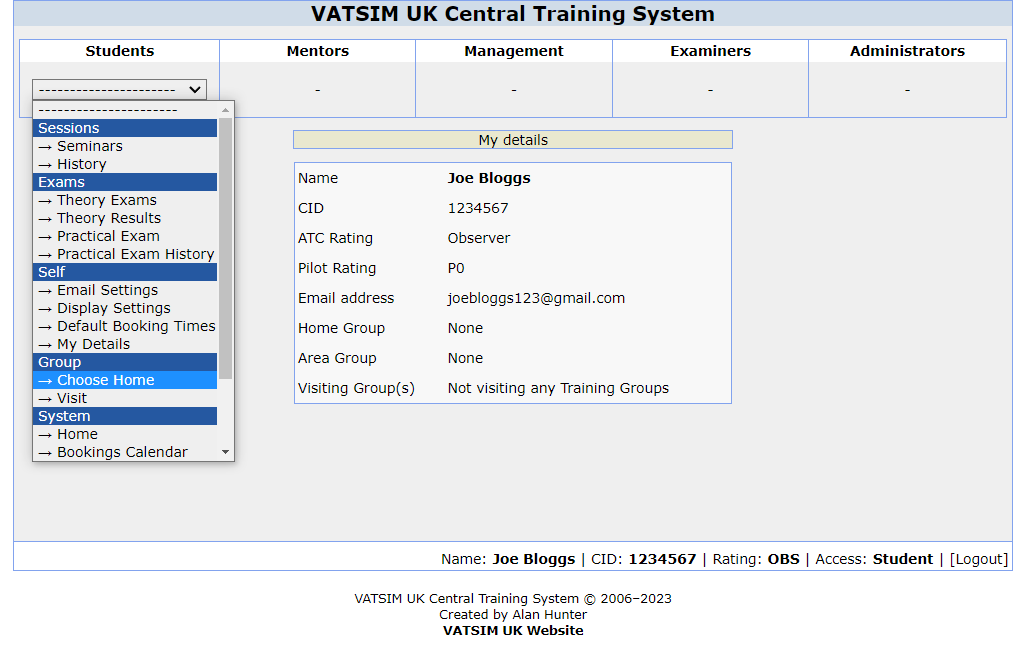 VATSIM UK Central Training System
Students Mentors Management Examiners Administrators
---------------------- - - - -
----------------------
Sessions
→ Seminars
→ History
Exams
→ Theory Exams
→ Theory Results
→ Practical Exam
→ Practical Exam History
Self
→ Email Settings
→ Display Settings
→ Default Booking Times
→ My Details
Group
→ Choose Home
→ Visit
System
→ Home
→ Bookings Calendar
My details
Name Joe Bloggs
CID 1234567
ATC Rating Observer
Pilot Rating P0
Email address joebloggs123@gmail.com
Home Group None
Area Group None
Visiting Group(s) Not visiting any Training Groups
Name: Joe Bloggs | CID: 1234567 | Rating: OBS | Access: Student | [Logout]
VATSIM UK Central Training System © 2006–2023
Created by Alan Hunter
VATSIM UK Website